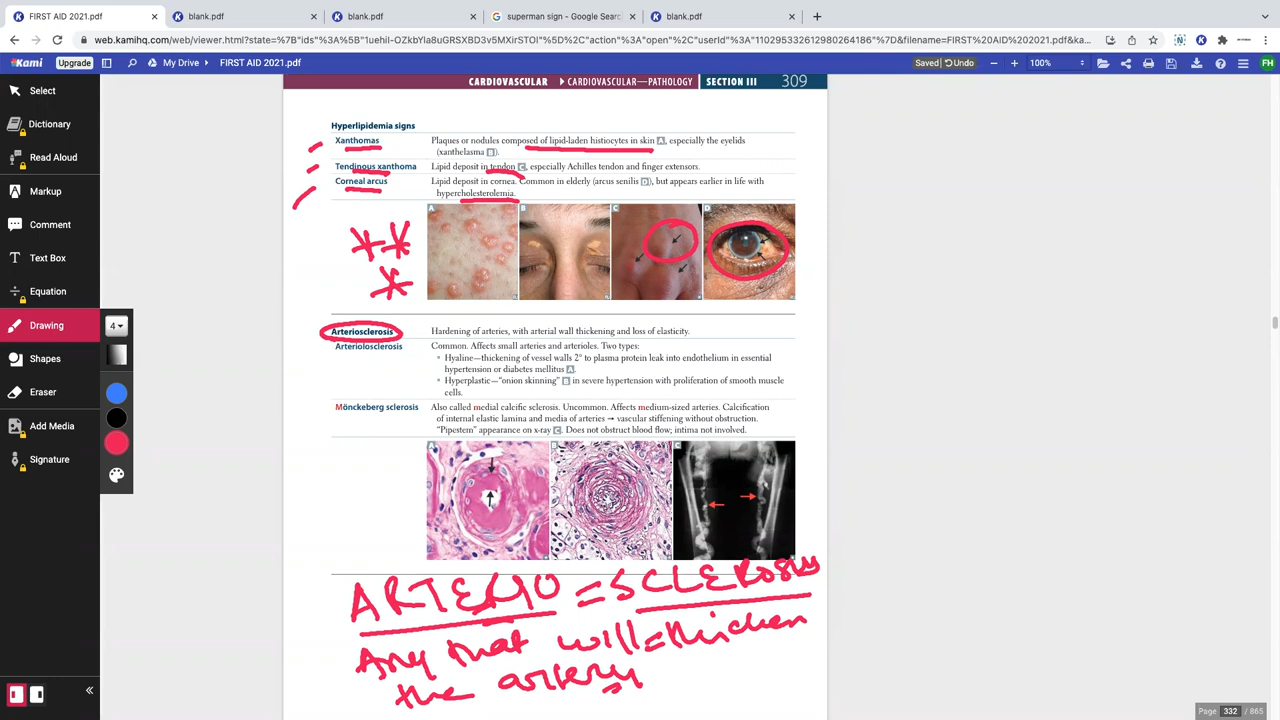 FIRST AID 2021.pdf
blank.pdf
blank.pdf
superman sign - Google Searc
blank.pdf
web.kamihq.com/web/viewer.html?state=%7B"ids"%3A%5B"1uehil-OZkbYla8uGRSXBD3v5MXirSTOI"%5D%2C"action"%3A"open"%2C"userId"%3A"110295332612980264186"%7D&filename=FIRST%20AID%202021.pdf&ka...
Kami
Upgrade
My Drive
FIRST AID 2021.pdf
Saved
Undo
100%
FH
Select
Dictionary
Read Aloud
Markup
Comment
Text Box
Equation
Drawing
Shapes
Eraser
Add Media
Signature
4
CARDIOVASCULAR ▸ CARDIOVASCULAR—PATHOLOGY SECTION III 309
Hyperlipidemia signs
Xanthomas Plaques or nodules composed of lipid-laden histiocytes in skin A, especially the eyelids
(xanthelasma B).
Tendinous xanthoma Lipid deposit in tendon C, especially Achilles tendon and finger extensors.
Corneal arcus Lipid deposit in cornea. Common in elderly (arcus senilis D), but appears earlier in life with
hypercholesterolemia.
A B C D
Arteriosclerosis Hardening of arteries, with arterial wall thickening and loss of elasticity.
Arteriolosclerosis Common. Affects small arteries and arterioles. Two types:
• Hyaline—thickening of vessel walls 2° to plasma protein leak into endothelium in essential
hypertension or diabetes mellitus A.
• Hyperplastic—“onion skinning” B in severe hypertension with proliferation of smooth muscle
cells.
Mönckeberg sclerosis Also called medial calcific sclerosis. Uncommon. Affects medium-sized arteries. Calcification
of internal elastic lamina and media of arteries → vascular stiffening without obstruction.
“Pipestem” appearance on x-ray C. Does not obstruct blood flow; intima not involved.
A B C
ARTERIO = SCLEROSIS
Any that will = thicken
the artery
Page 332 / 865